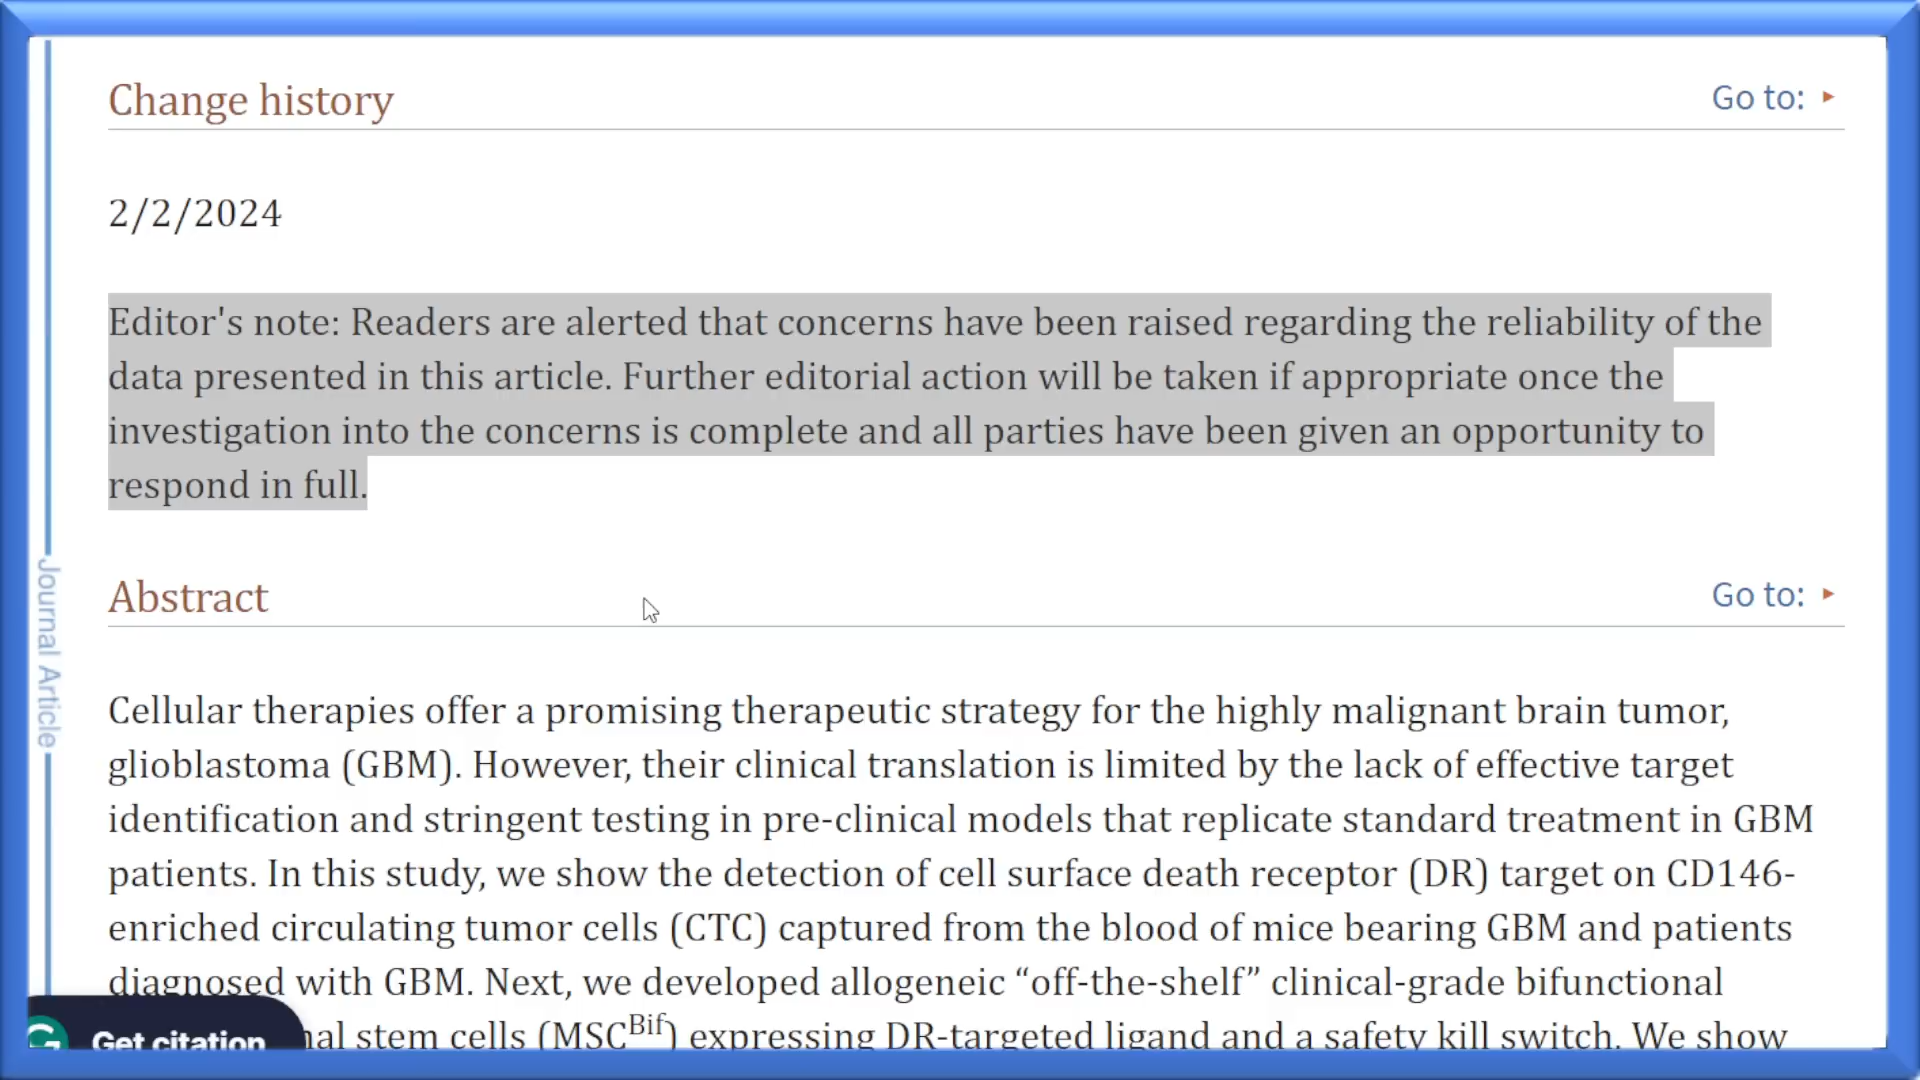 Change history
Go to:
2/2/2024
Editor's note: Readers are alerted that concerns have been raised regarding the reliability of the
data presented in this article. Further editorial action will be taken if appropriate once the
investigation into the concerns is complete and all parties have been given an opportunity to
respond in full.
Abstract
Go to:
Journal Article
Cellular therapies offer a promising therapeutic strategy for the highly malignant brain tumor,
glioblastoma (GBM). However, their clinical translation is limited by the lack of effective target
identification and stringent testing in pre-clinical models that replicate standard treatment in GBM
patients. In this study, we show the detection of cell surface death receptor (DR) target on CD146-
enriched circulating tumor cells (CTC) captured from the blood of mice bearing GBM and patients
diagnosed with GBM. Next, we developed allogeneic “off-the-shelf” clinical-grade bifunctional
nal stem cells (MSCBif) expressing DR-targeted ligand and a safety kill switch. We show
Get citation